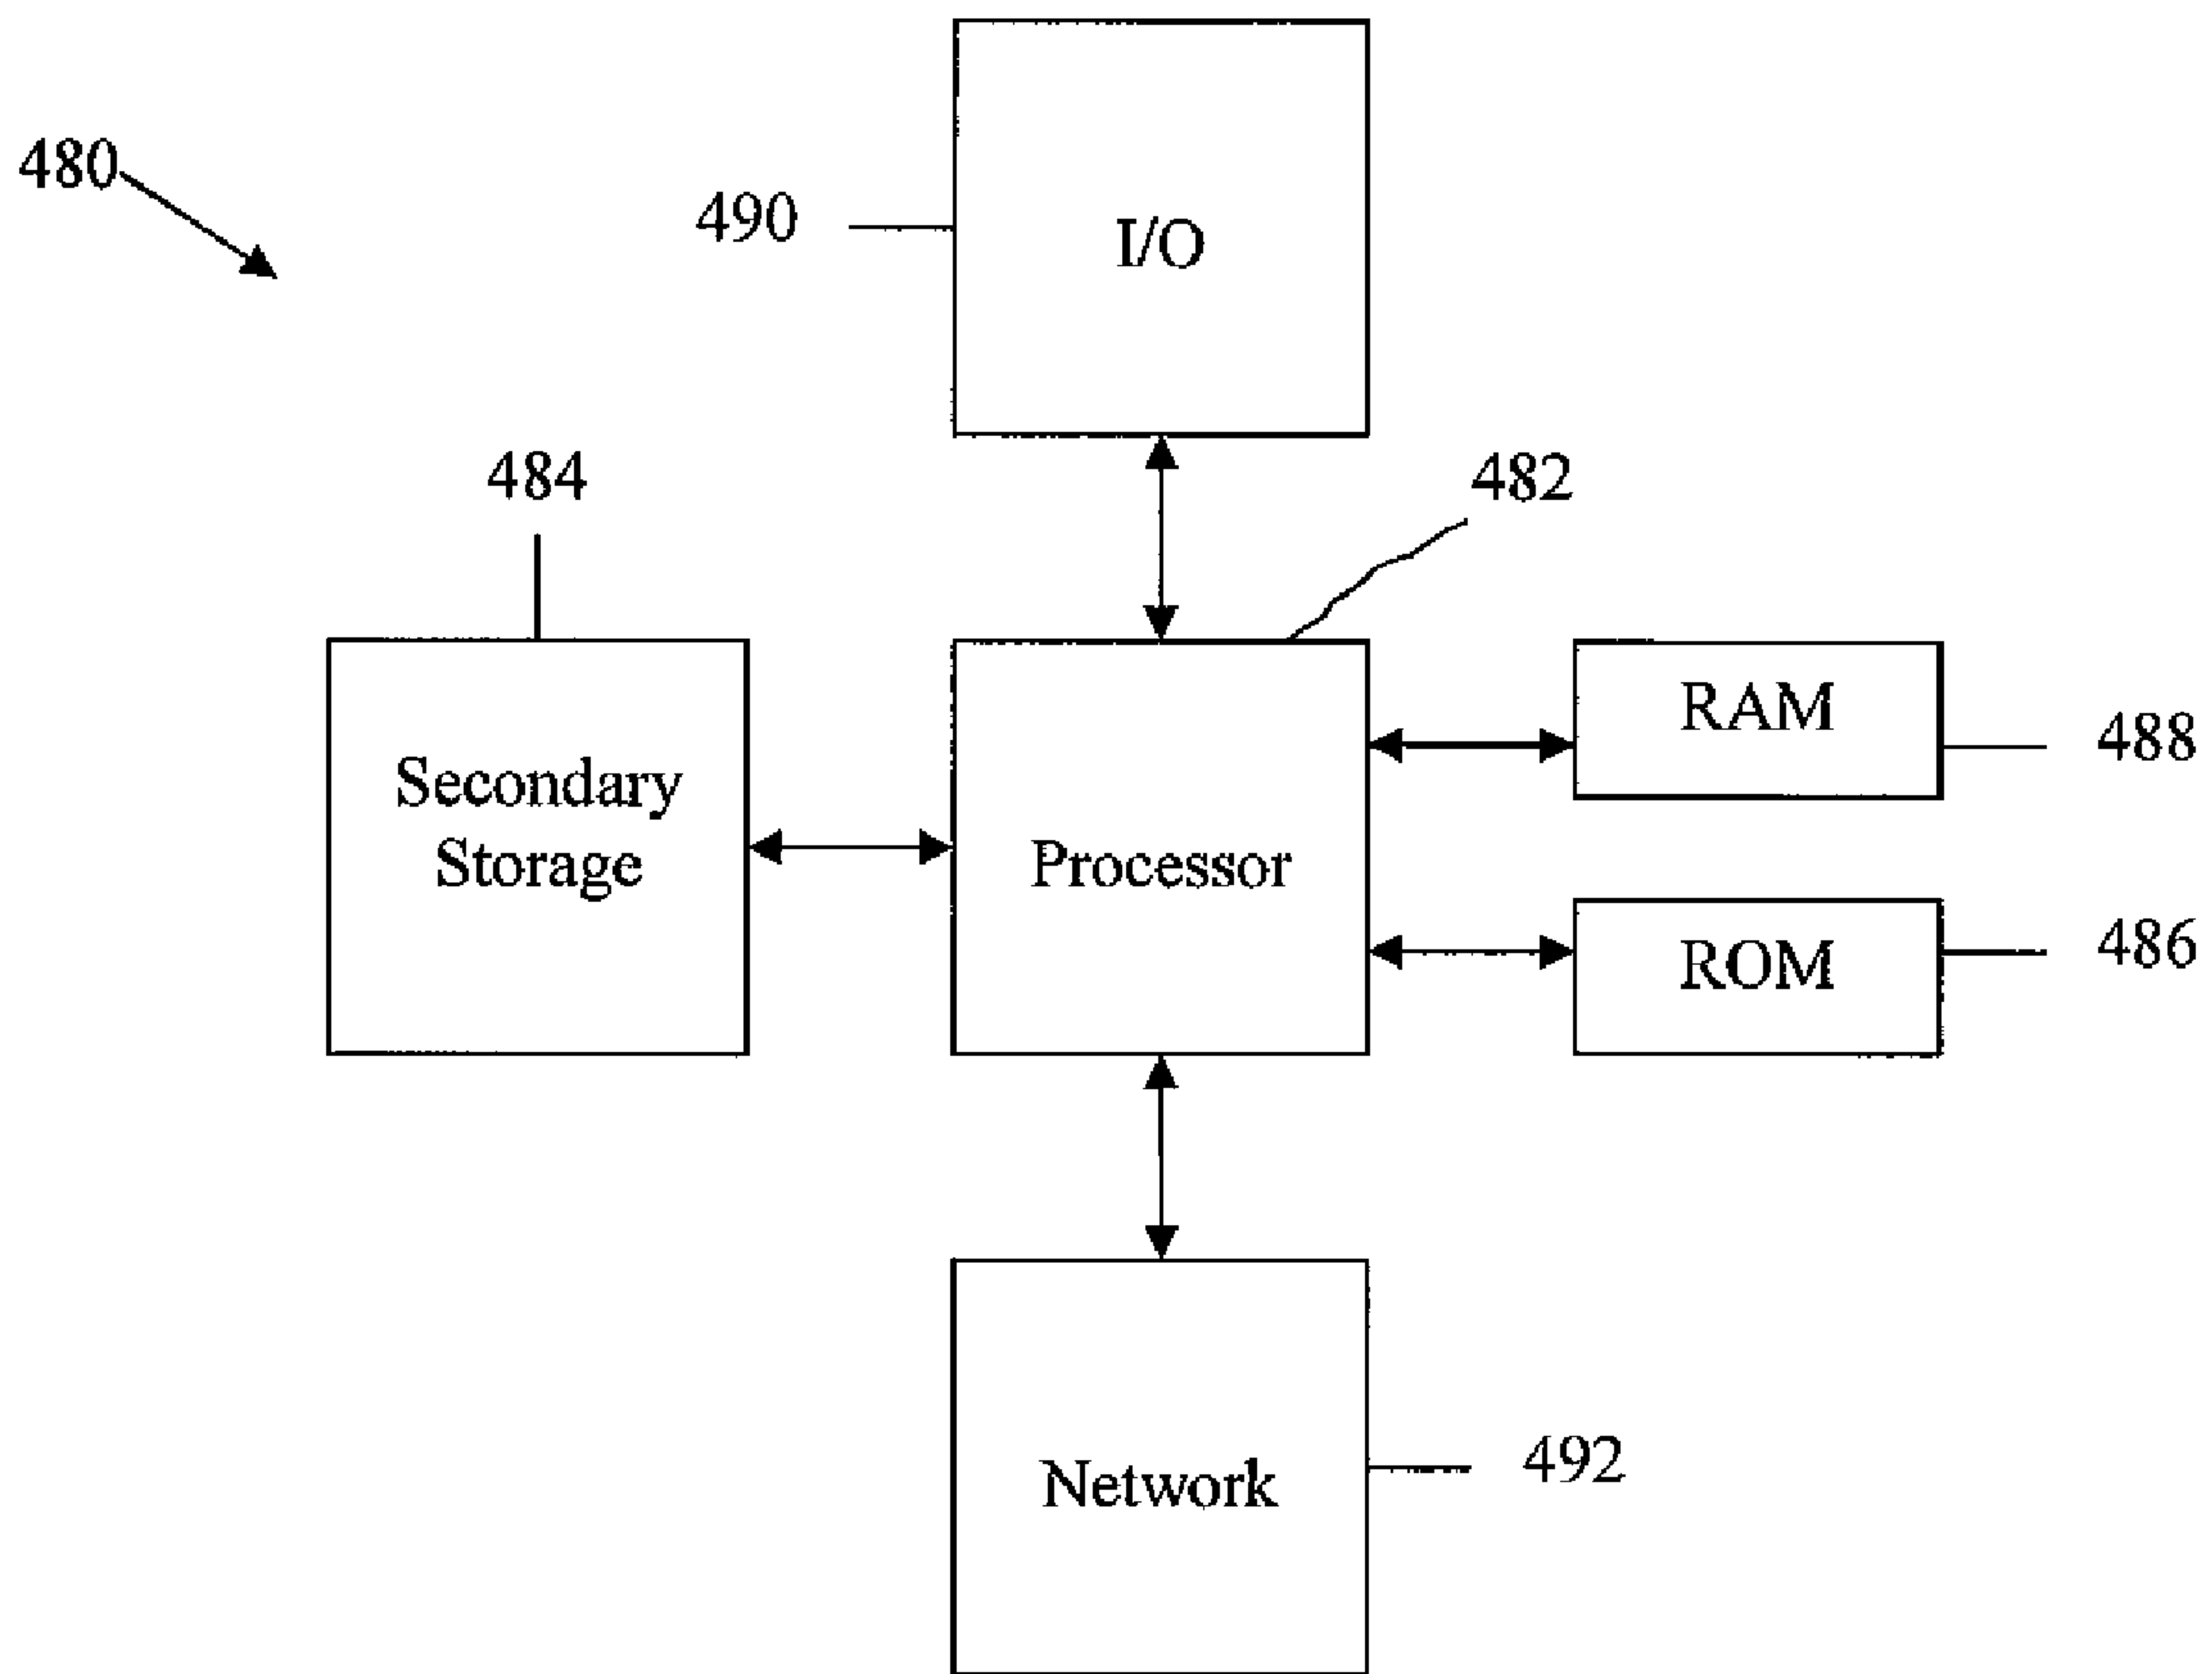 480
490
I/O
484
482
Secondary
Storage
Processor
RAM
488
ROM
486
Network
492